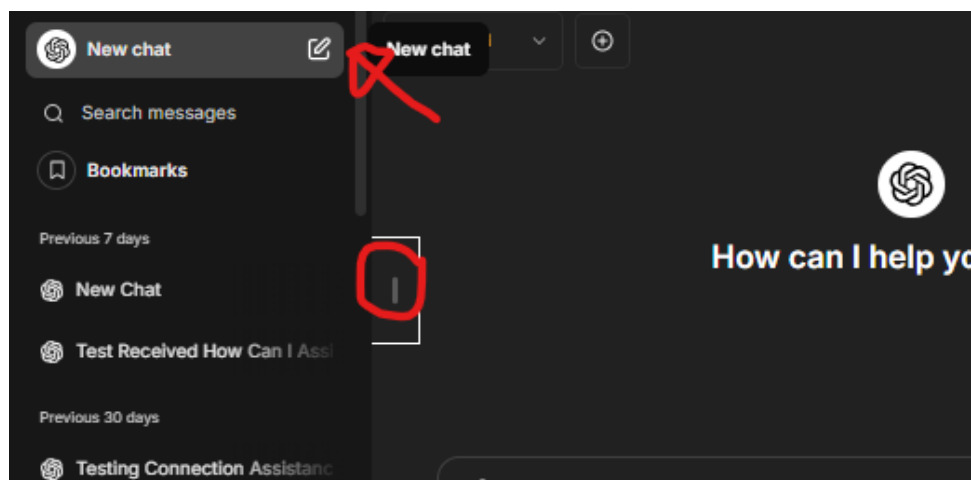 New chat
New chat
Search messages
Bookmarks
Previous 7 days
How can I help yo
New Chat
Test Received How Can I Assi
Previous 30 days
Testing Connection Assistanc